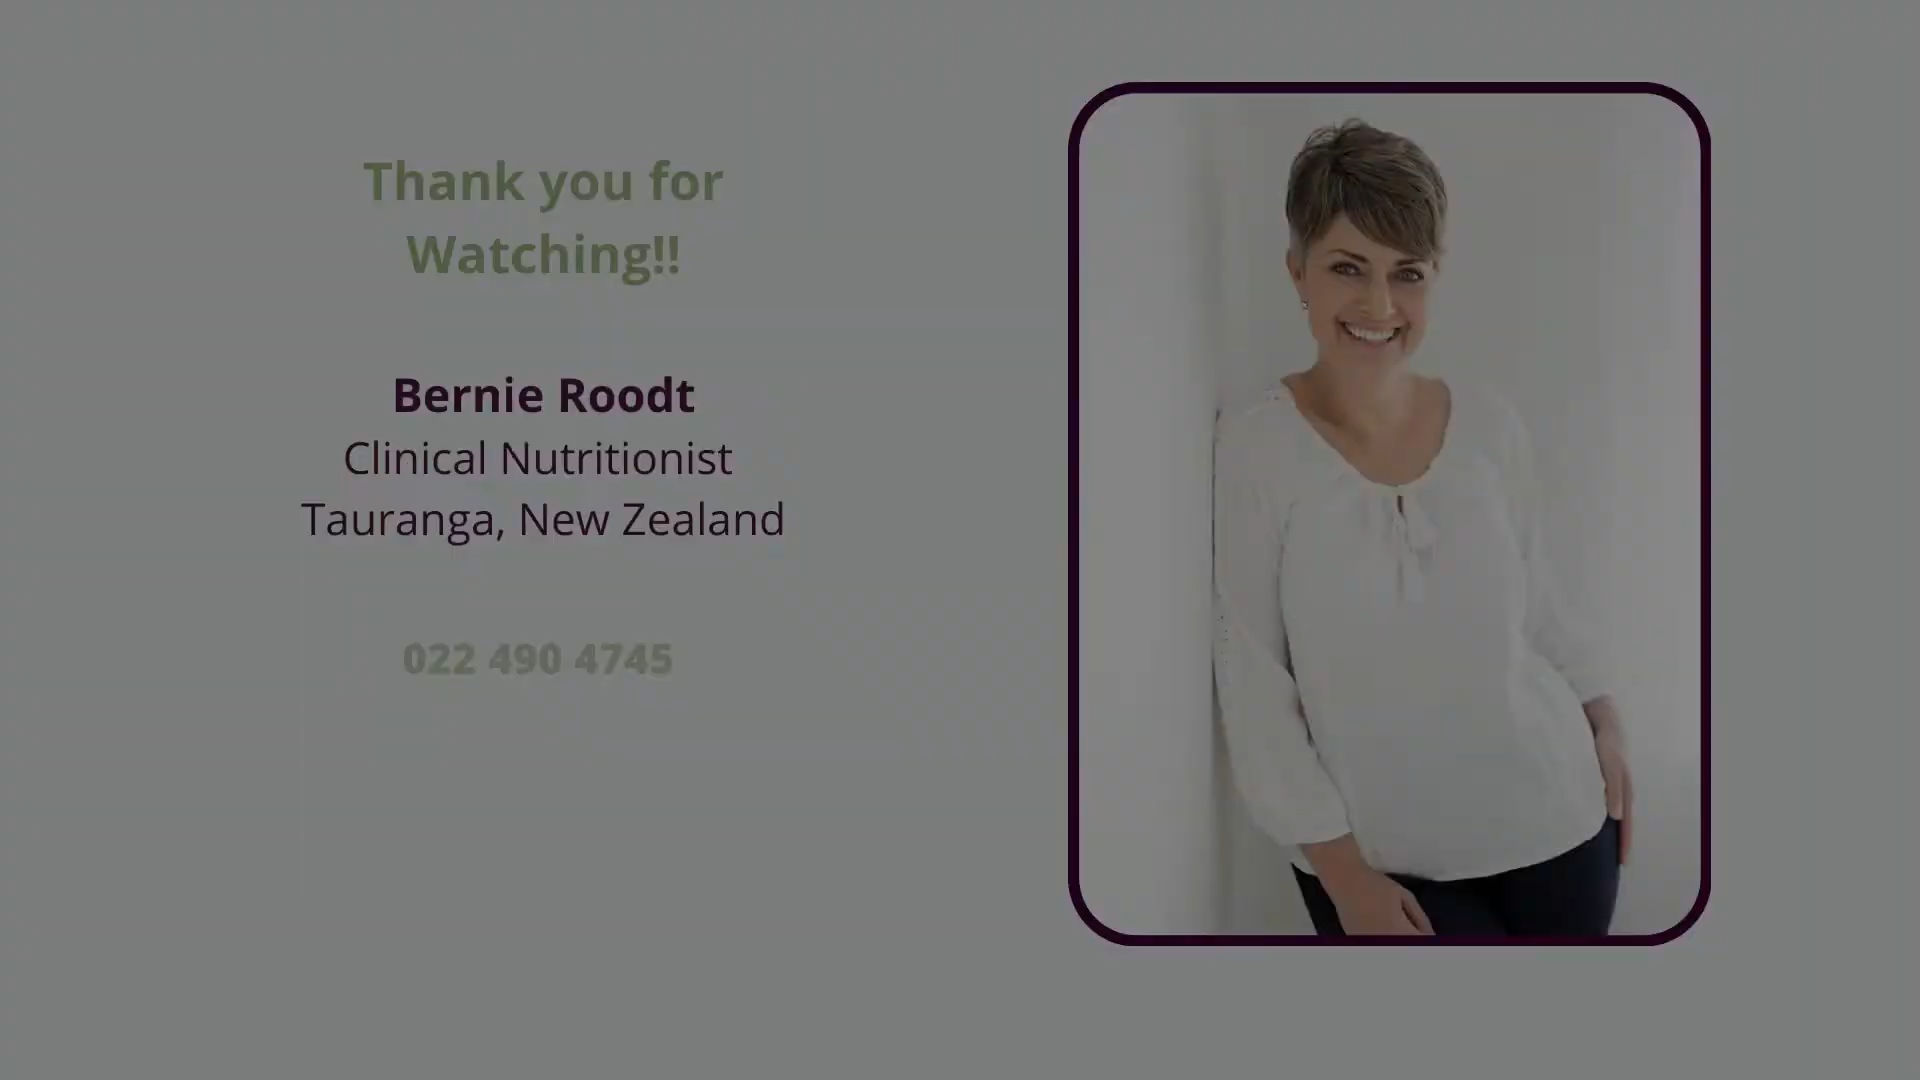 Thank you for
Watching!!
Bernie Roodt
Clinical Nutritionist
Tauranga, New Zealand
022 490 4745